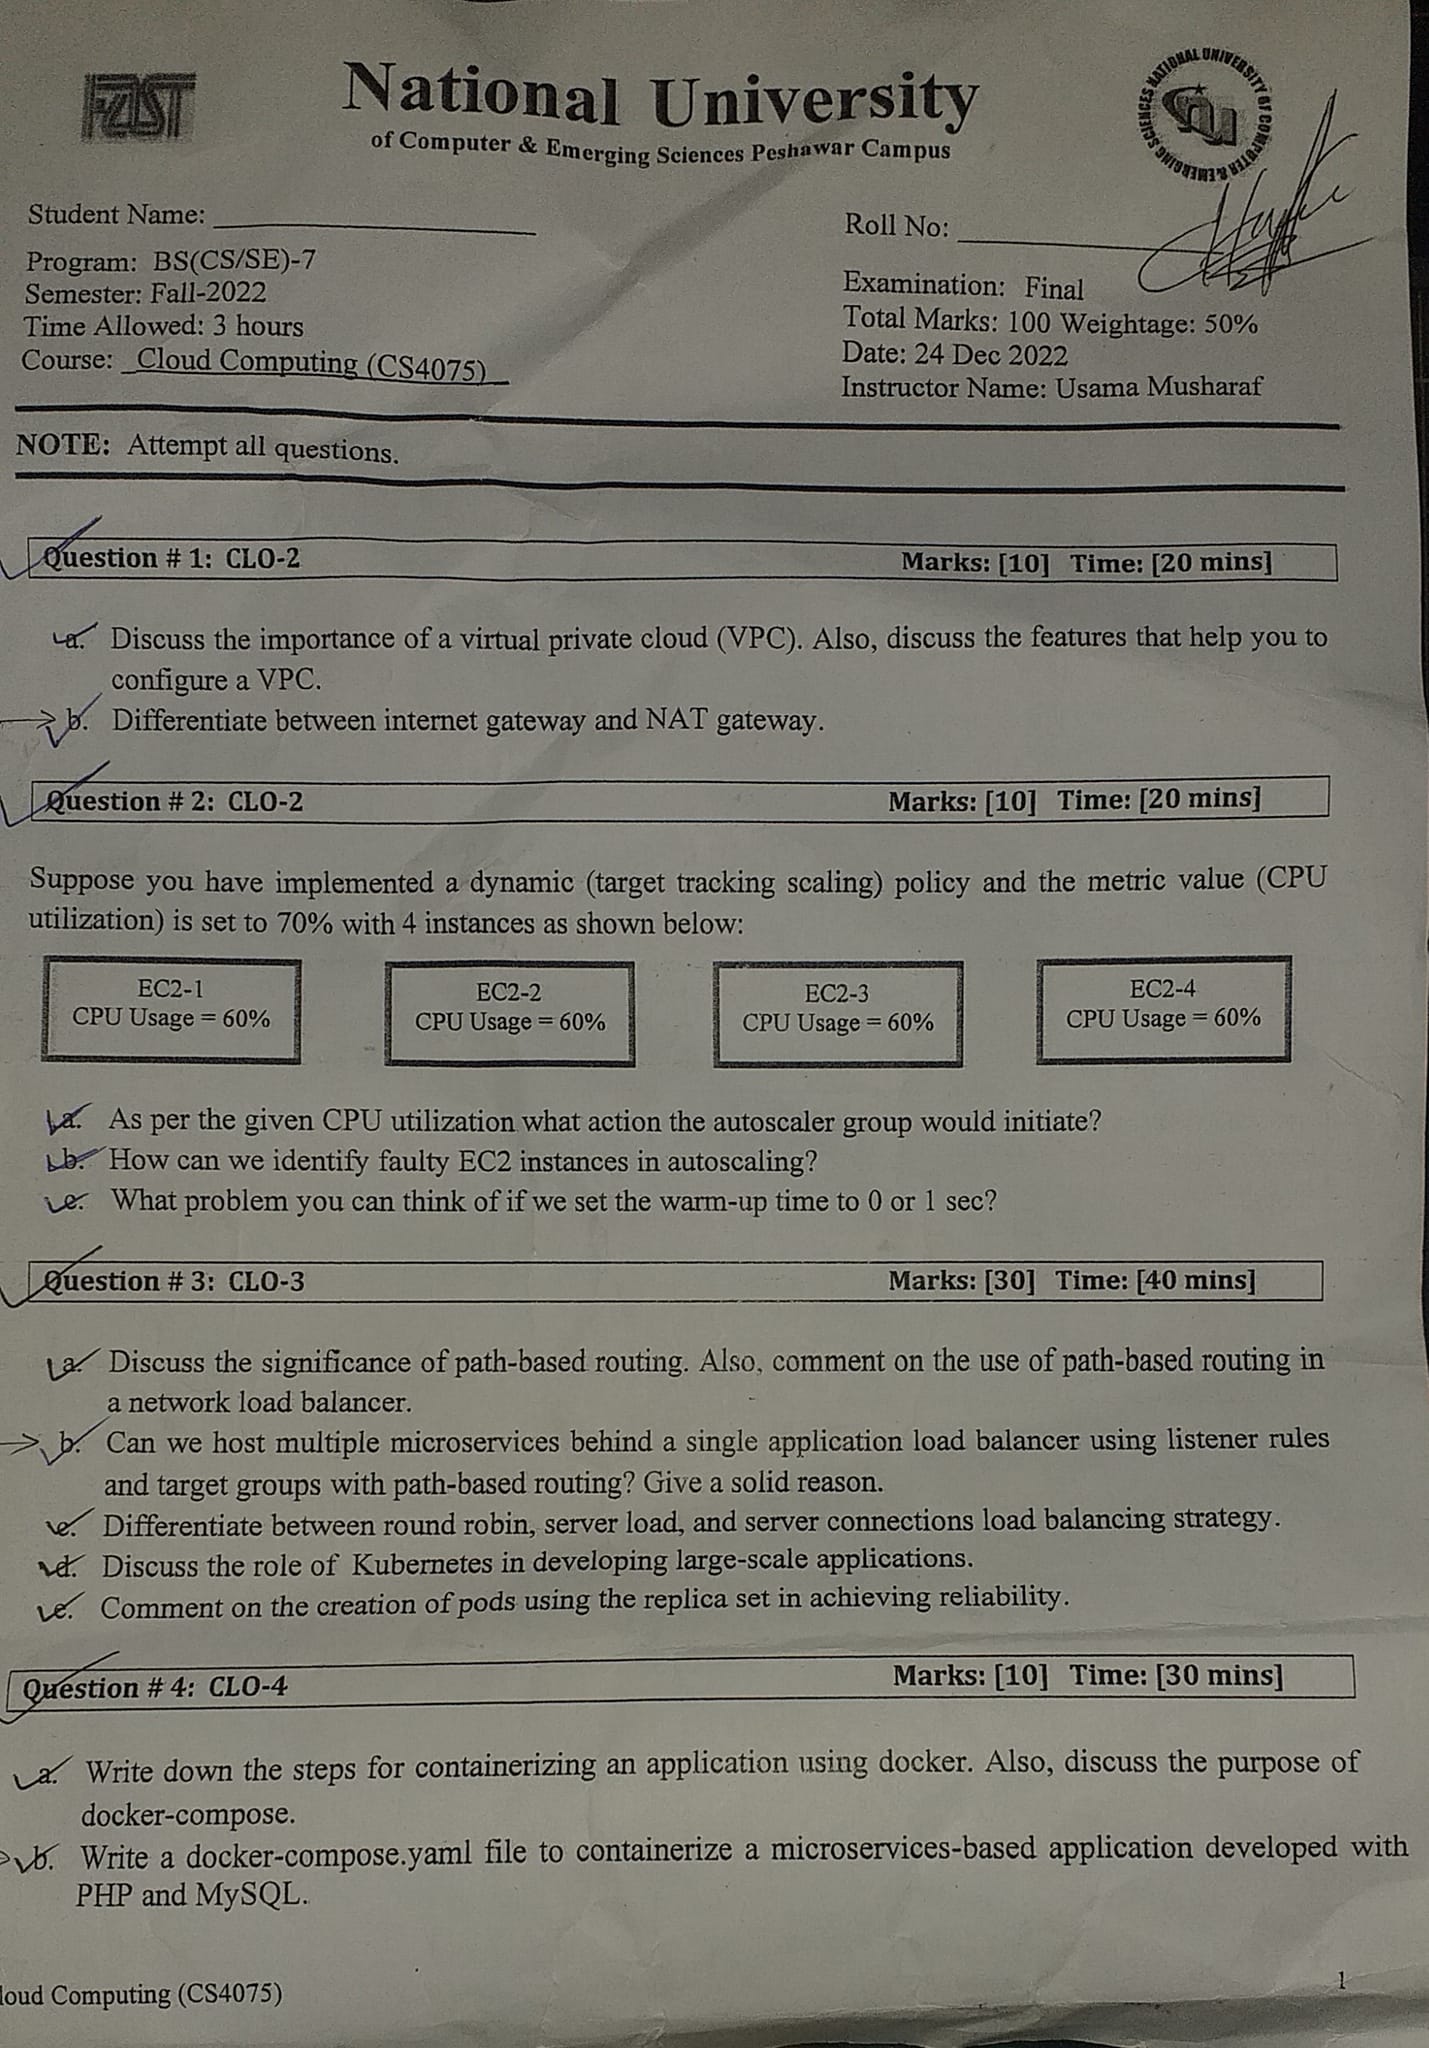 FAST
National University
of Computer & Emerging Sciences Peshawar Campus
NATIONAL UNIVERSITY OF COMPUTER & EMERGING SCIENCES
Student Name:
Roll No:
Program: BS(CS/SE)-7
Semester: Fall-2022
Time Allowed: 3 hours
Course: Cloud Computing (CS4075)
Examination: Final
Total Marks: 100 Weightage: 50%
Date: 24 Dec 2022
Instructor Name: Usama Musharaf
NOTE: Attempt all questions.
Question # 1: CLO-2 Marks: [10] Time: [20 mins]
a. Discuss the importance of a virtual private cloud (VPC). Also, discuss the features that help you to
configure a VPC.
b. Differentiate between internet gateway and NAT gateway.
Question # 2: CLO-2 Marks: [10] Time: [20 mins]
Suppose you have implemented a dynamic (target tracking scaling) policy and the metric value (CPU
utilization) is set to 70% with 4 instances as shown below:
EC2-1
CPU Usage = 60%
EC2-2
CPU Usage = 60%
EC2-3
CPU Usage = 60%
EC2-4
CPU Usage = 60%
a. As per the given CPU utilization what action the autoscaler group would initiate?
b. How can we identify faulty EC2 instances in autoscaling?
c. What problem you can think of if we set the warm-up time to 0 or 1 sec?
Question # 3: CLO-3 Marks: [30] Time: [40 mins]
a. Discuss the significance of path-based routing. Also, comment on the use of path-based routing in
a network load balancer.
b. Can we host multiple microservices behind a single application load balancer using listener rules
and target groups with path-based routing? Give a solid reason.
c. Differentiate between round robin, server load, and server connections load balancing strategy.
d. Discuss the role of Kubernetes in developing large-scale applications.
e. Comment on the creation of pods using the replica set in achieving reliability.
Question # 4: CLO-4 Marks: [10] Time: [30 mins]
a. Write down the steps for containerizing an application using docker. Also, discuss the purpose of
docker-compose.
b. Write a docker-compose.yaml file to containerize a microservices-based application developed with
PHP and MySQL.
loud Computing (CS4075)
1